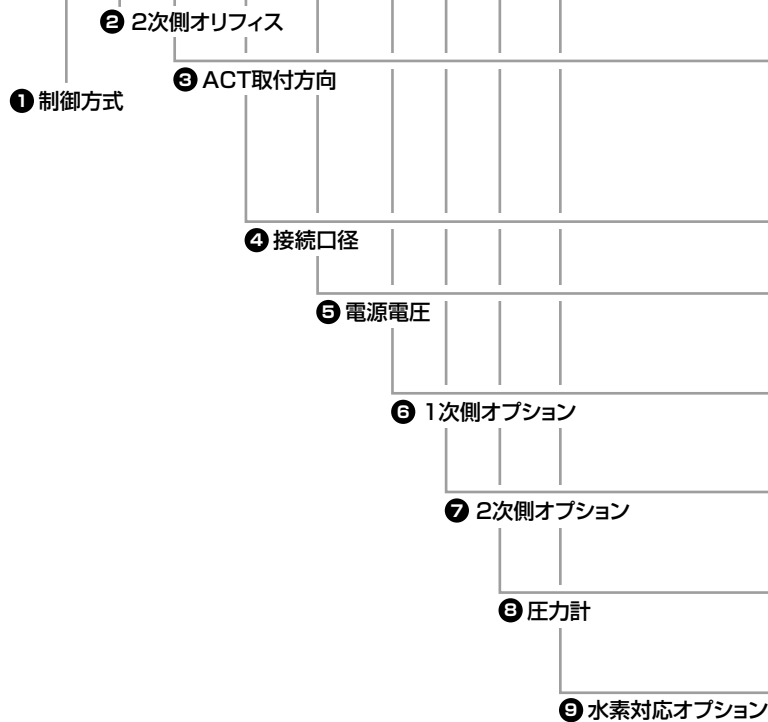 ❷ 2次側オリフィス
❸ ACT取付方向
❶ 制御方式
❹ 接続口径
❺ 電源電圧
❻ 1次側オプション
❼ 2次側オプション
❽ 圧力計
❾ 水素対応オプション